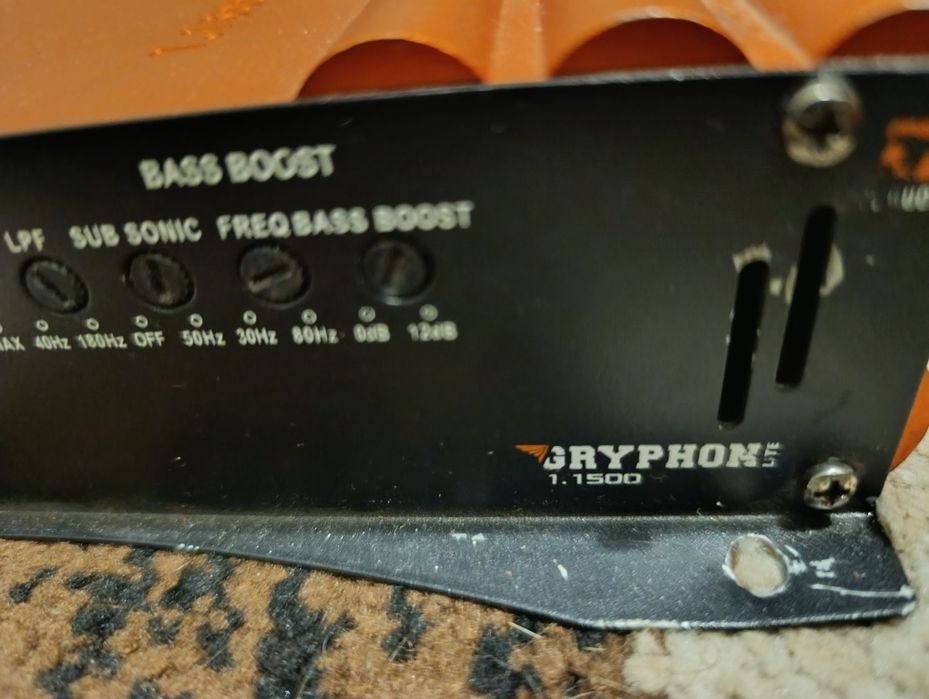 BASS BOOST
LPF SUB SONIC FREQ BASS BOOST
40Hz 180Hz OFF 50Hz 30Hz 80Hz 0dB 12dB
GRYPHON LITE
1.1500